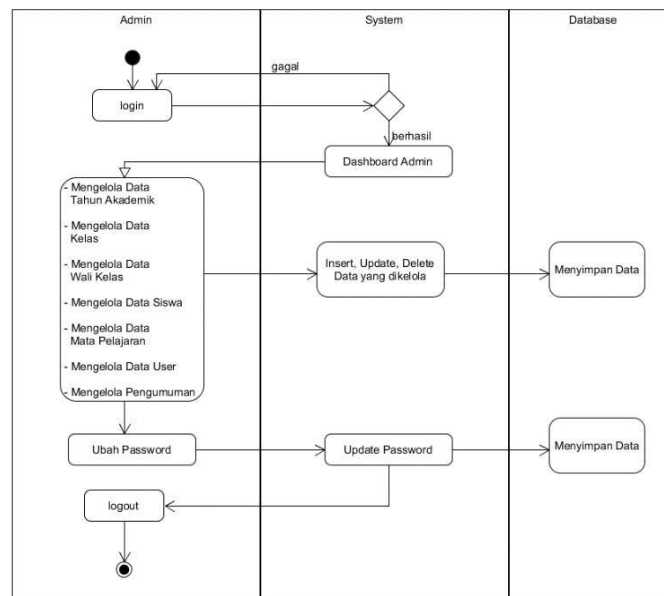 Admin
System
Database
gagal
login
berhasil
Dashboard Admin
- Mengelola Data
Tahun Akademik
- Mengelola Data
Kelas
- Mengelola Data
Wali Kelas
- Mengelola Data Siswa
- Mengelola Data
Mata Pelajaran
- Mengelola Data User
- Mengelola Pengumuman
Insert, Update, Delete
Data yang dikelola
Menyimpan Data
Ubah Password
Update Password
Menyimpan Data
logout